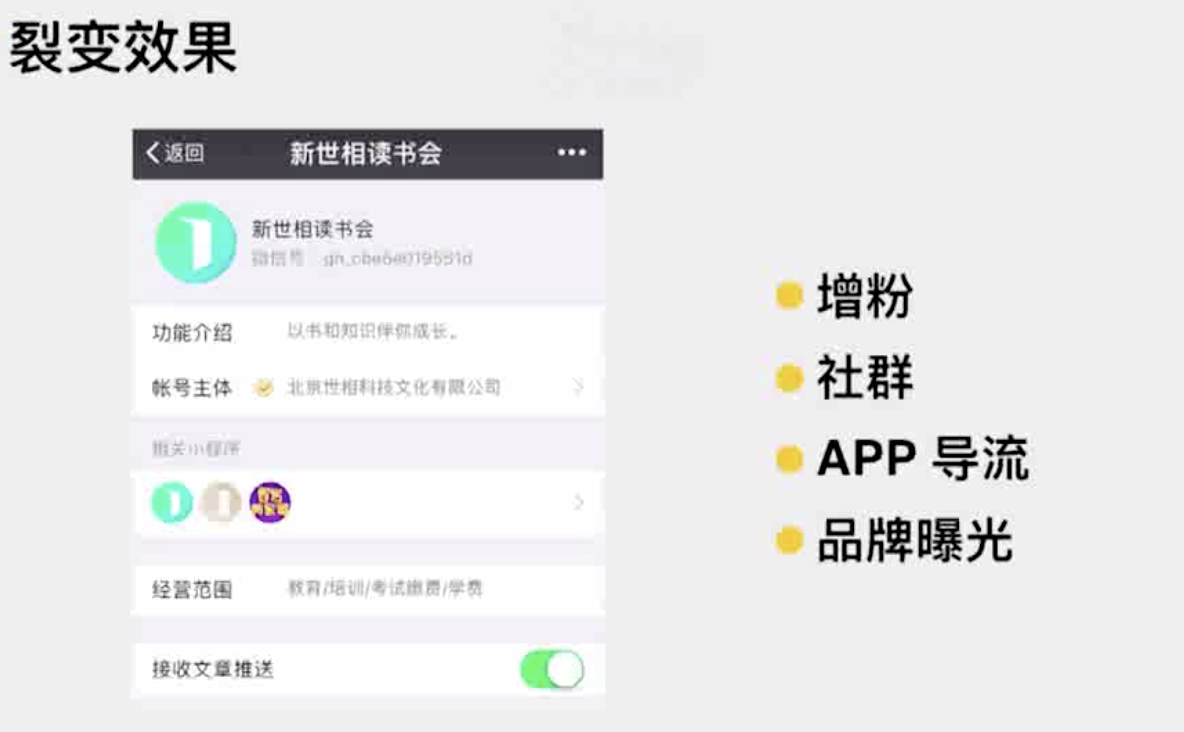 裂变效果
返回 新世相读书会
新世相读书会
微信号
功能介绍 以书和知识伴你成长。
帐号主体 北京世相科技文化有限公司
相关小程序
经营范围 教育/培训/考试缴费/学费
接收文章推送
增粉
社群
APP 导流
品牌曝光